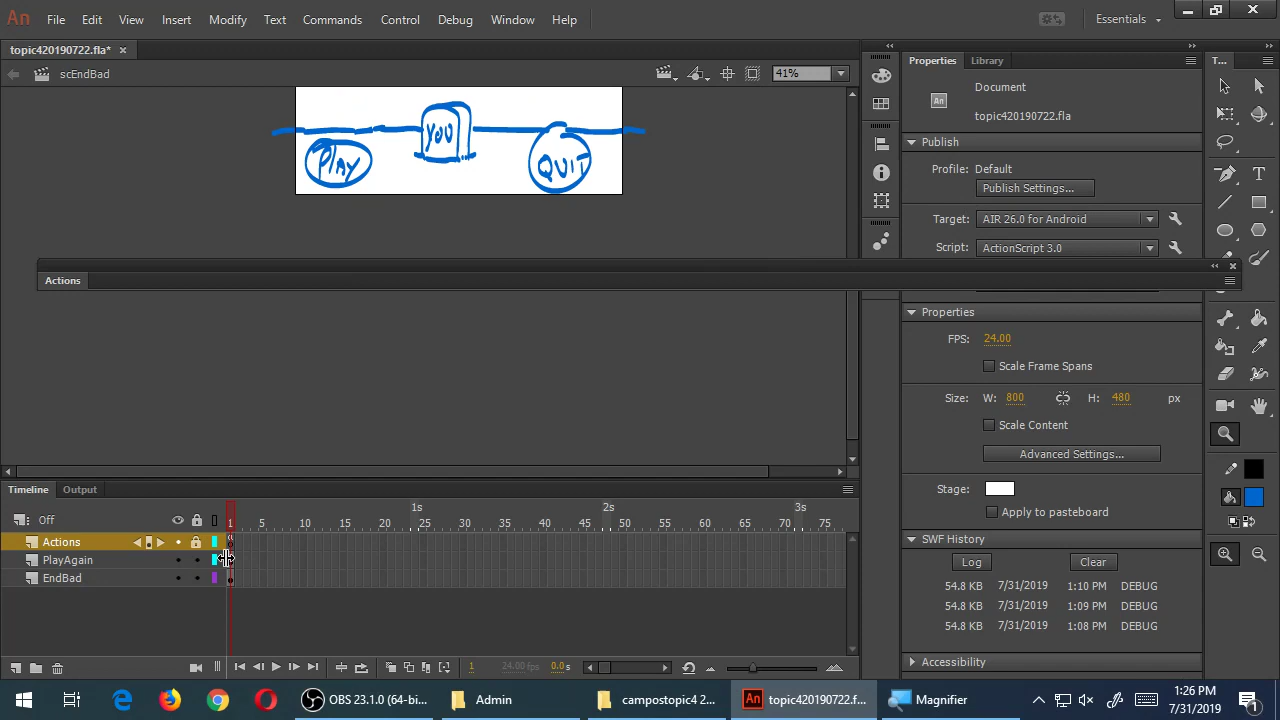 An File Edit View Insert Modify Text Commands Control Debug Window Help Essentials
topic420190722.fla* ×
scEndBad 41%
YOU
PLAY
QUIT
Actions
Properties Library
Document
An topic420190722.fla
Publish
Profile: Default
Publish Settings...
Target: AIR 26.0 for Android
Script: ActionScript 3.0
Properties
FPS: 24.00
Scale Frame Spans
Size: W: 800 H: 480 px
Scale Content
Advanced Settings...
Stage:
Apply to pasteboard
SWF History
Log Clear
54.8 KB 7/31/2019 1:10 PM DEBUG
54.8 KB 7/31/2019 1:09 PM DEBUG
54.8 KB 7/31/2019 1:08 PM DEBUG
Accessibility
T...
Timeline Output
1s 2s 3s
Off 1 5 10 15 20 25 30 35 40 45 50 55 60 65 70 75
Actions
PlayAgain
EndBad
1 24.00 fps 0.0 s
OBS 23.1.0 (64-bi... Admin campostopic4 2... An topic420190722.f... Magnifier
1:26 PM
7/31/2019
1